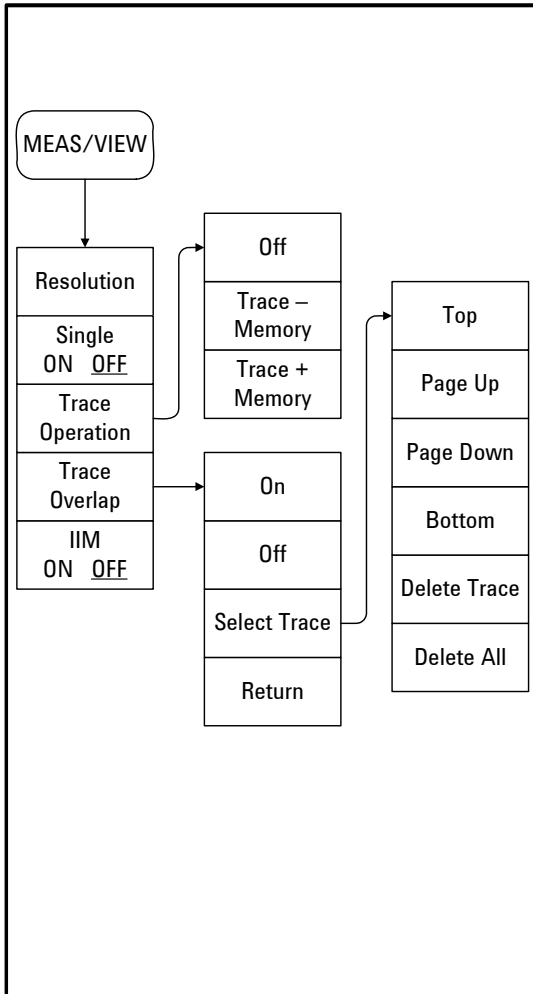 MEAS/VIEW
Resolution
Single
ON OFF
Trace
Operation
Trace
Overlap
IIM
ON OFF
Off
Trace –
Memory
Trace +
Memory
On
Off
Select Trace
Return
Top
Page Up
Page Down
Bottom
Delete Trace
Delete All